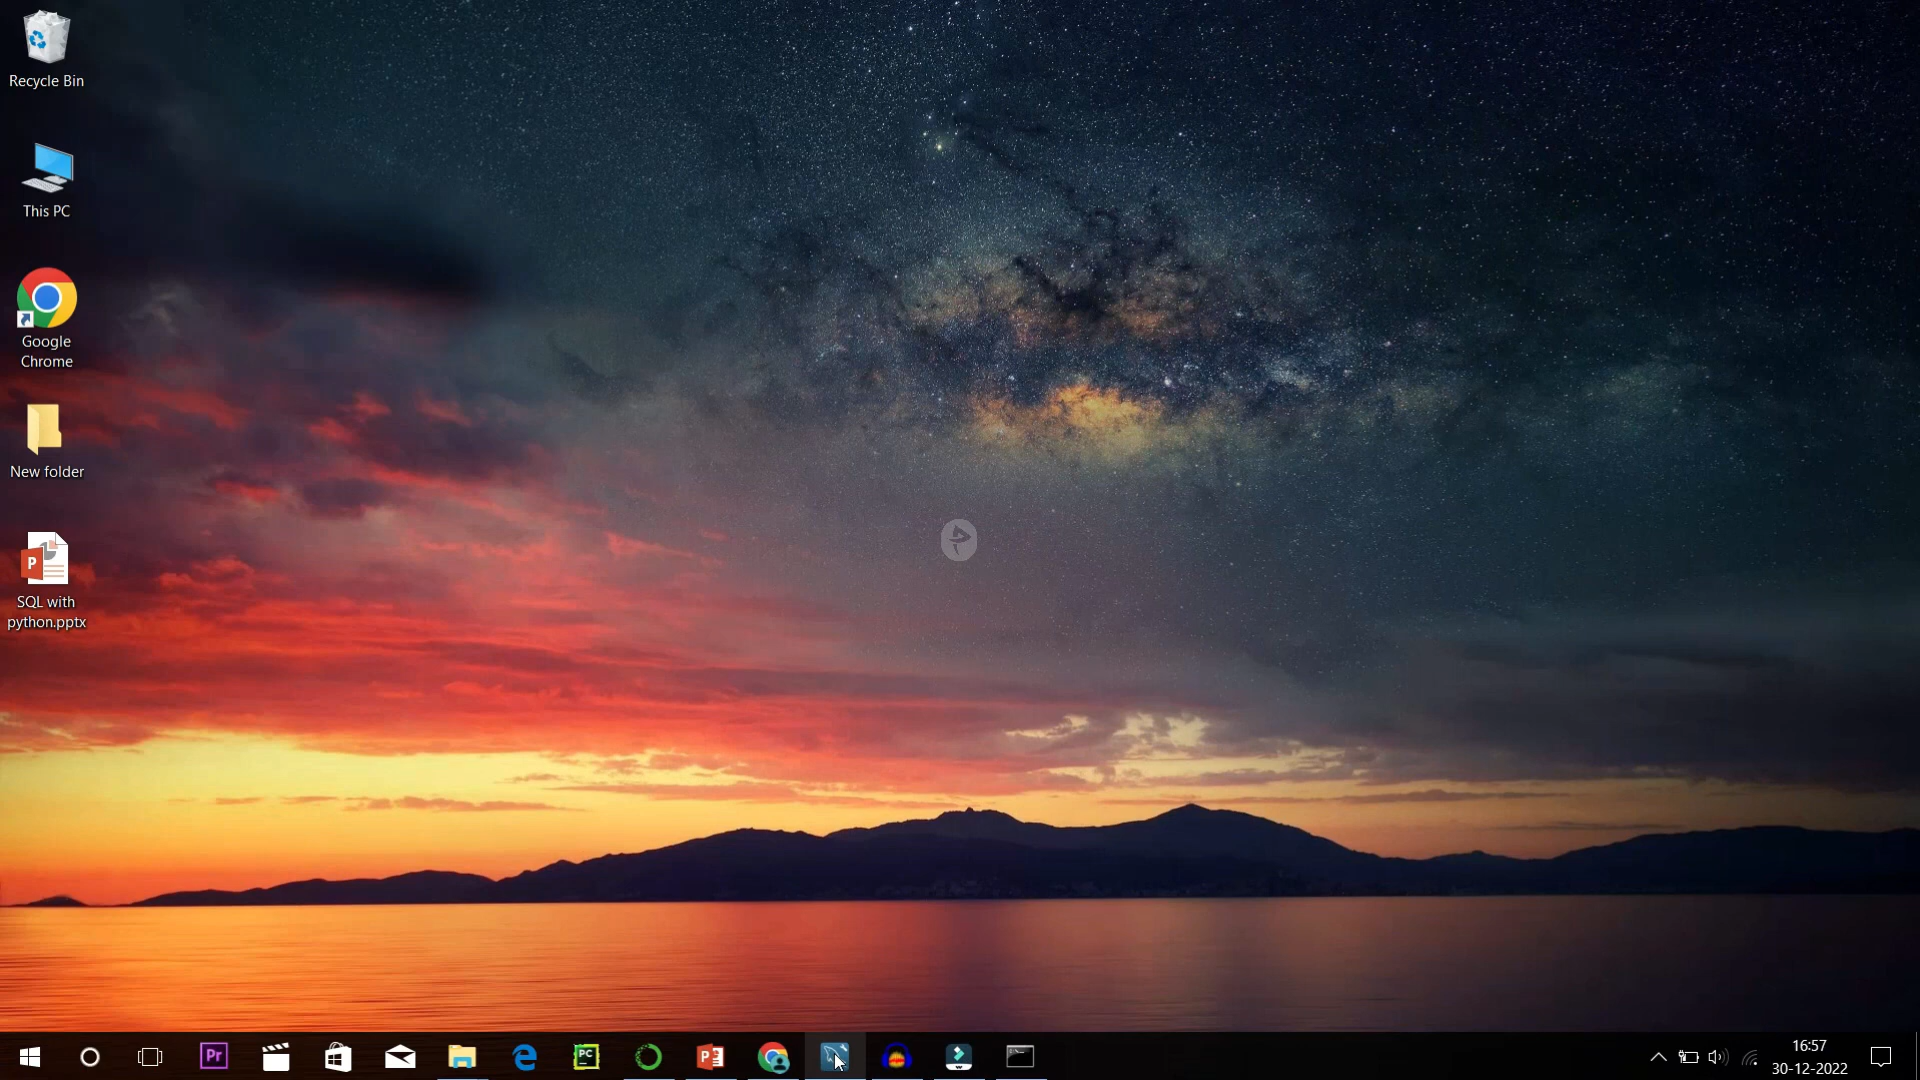 Recycle Bin
This PC
Google
Chrome
New folder
P
SQL with
python.pptx
Pr
PC
P
16:57
30-12-2022